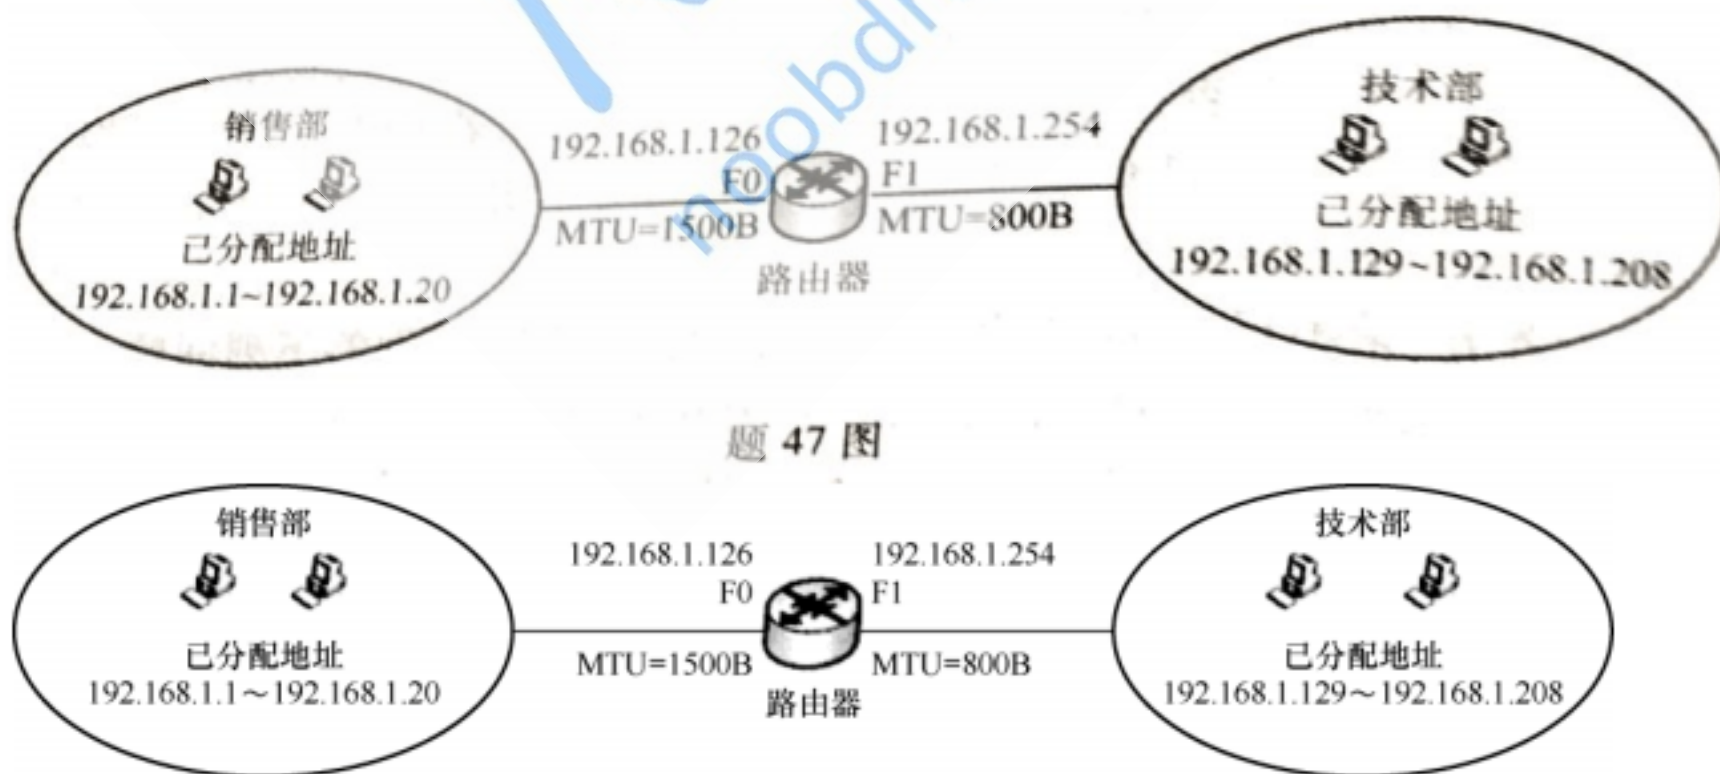 noobdr
销售部
已分配地址
192.168.1.1~192.168.1.20
192.168.1.126
F0
MTU=1500B
192.168.1.254
F1
MTU=800B
路由器
技术部
已分配地址
192.168.1.129~192.168.1.208
题 47 图
销售部
已分配地址
192.168.1.1～192.168.1.20
192.168.1.126
F0
MTU=1500B
192.168.1.254
F1
MTU=800B
路由器
技术部
已分配地址
192.168.1.129～192.168.1.208